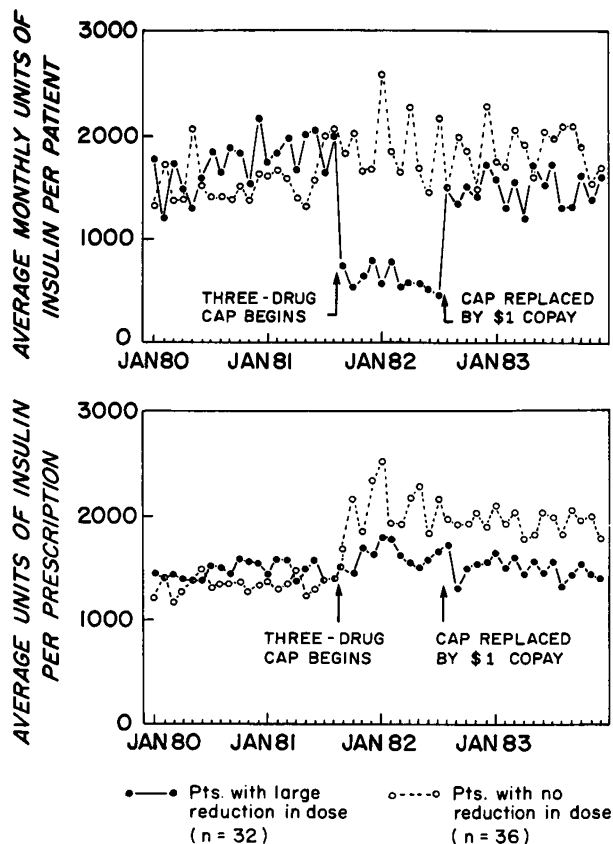 AVERAGE MONTHLY UNITS OF
INSULIN PER PATIENT
3000
2000
1000
0
THREE-DRUG
CAP BEGINS
CAP REPLACED
BY $1 COPAY
JAN80 JAN81 JAN82 JAN83
AVERAGE UNITS OF INSULIN
PER PRESCRIPTION
3000
2000
1000
0
THREE-DRUG
CAP BEGINS
CAP REPLACED
BY $1 COPAY
JAN80 JAN81 JAN82 JAN83
Pts. with large
reduction in dose
(n = 32)
Pts. with no
reduction in dose
(n = 36)